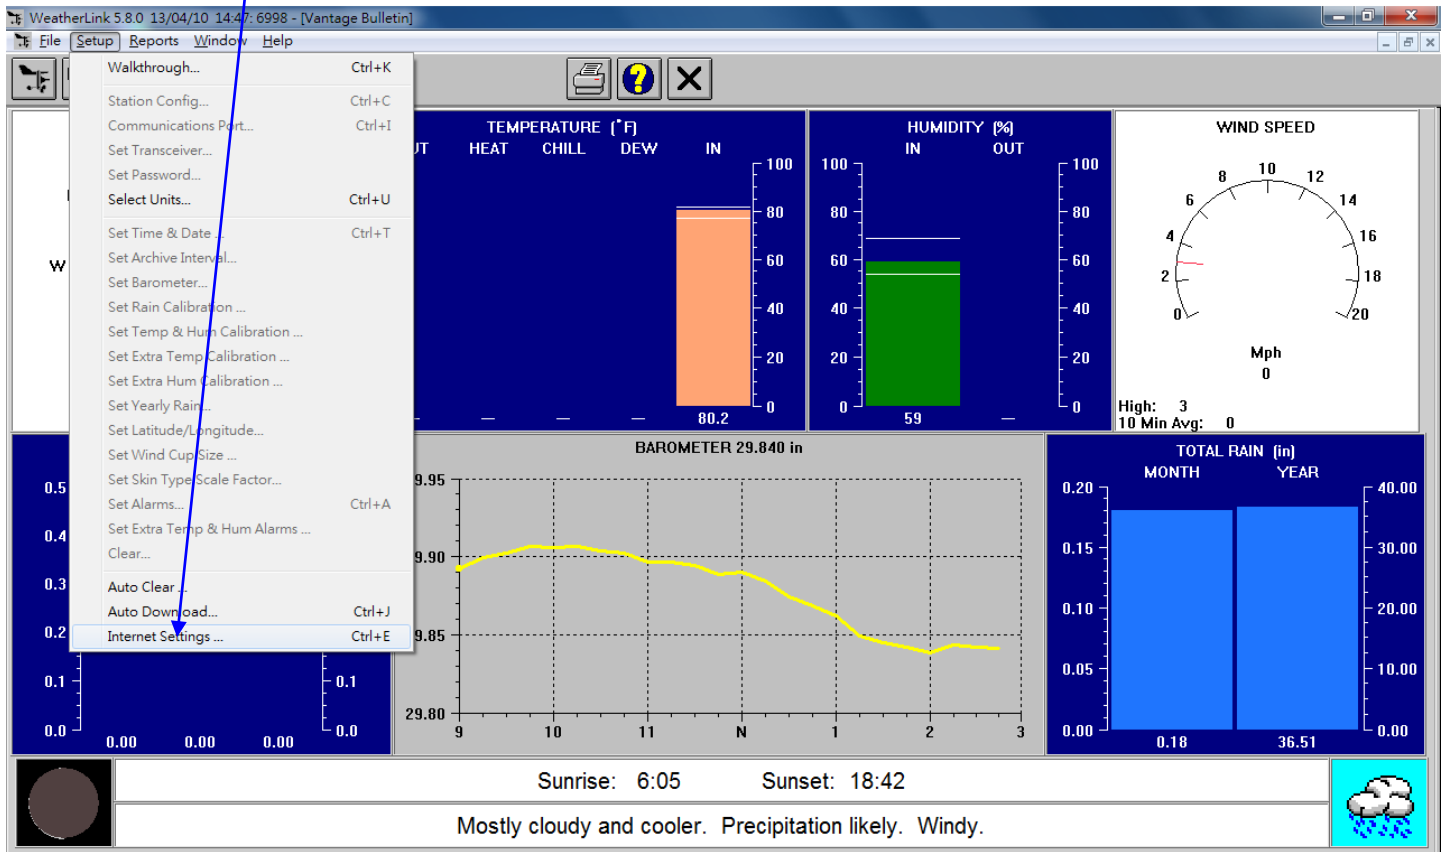 WeatherLink 5.8.0 13/04/10 14:47: 6998 - [Vantage Bulletin]
File Setup Reports Window Help
Walkthrough... Ctrl+K
Station Config... Ctrl+C
Communications Port... Ctrl+I
Set Transceiver...
Set Password...
Select Units... Ctrl+U
Set Time & Date ... Ctrl+T
Set Archive Interval...
Set Barometer...
Set Rain Calibration ...
Set Temp & Hum Calibration ...
Set Extra Temp Calibration ...
Set Extra Hum Calibration ...
Set Yearly Rain...
Set Latitude/Longitude...
Set Wind Cup Size ...
Set Skin Type Scale Factor...
Set Alarms... Ctrl+A
Set Extra Temp & Hum Alarms ...
Clear...
Auto Clear ...
Auto Download... Ctrl+J
Internet Settings ... Ctrl+E
W
TEMPERATURE (°F)
UT HEAT CHILL DEW IN
100
80
60
40
20
0
— — — — 80.2
HUMIDITY (%)
IN OUT
100 100
80 80
60 60
40 40
20 20
0 0
59 —
WIND SPEED
0 2 4 6 8 10 12 14 16 18 20
Mph
0
High: 3
10 Min Avg: 0
0.5
0.4
0.3
0.2
0.1 0.1
0.0 0.0
0.00 0.00 0.00
BAROMETER 29.840 in
9.95
9.90
9.85
29.80
9 10 11 N 1 2 3
TOTAL RAIN (in)
MONTH YEAR
0.20 40.00
0.15 30.00
0.10 20.00
0.05 10.00
0.00 0.00
0.18 36.51
Sunrise: 6:05 Sunset: 18:42
Mostly cloudy and cooler. Precipitation likely. Windy.